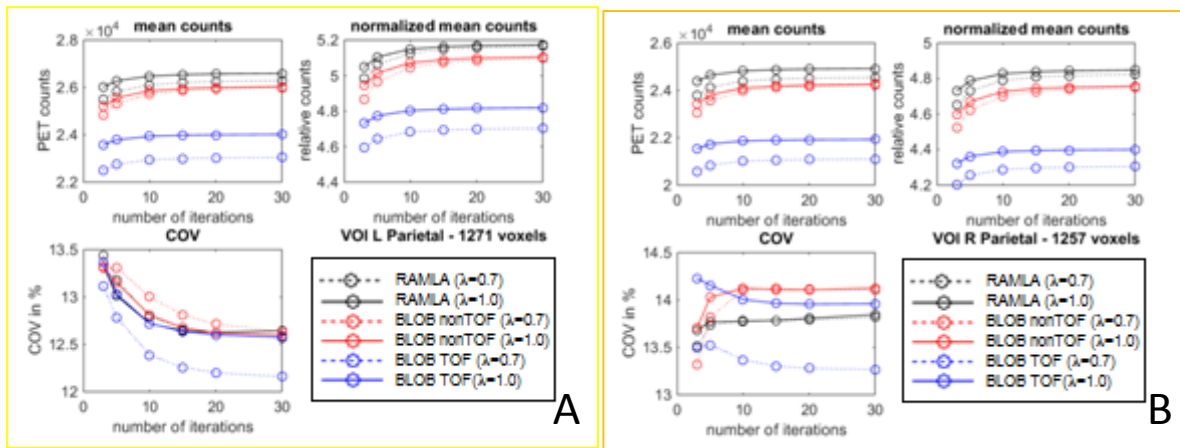 mean counts
× 10⁴
2.8
2.6
2.4
2.2
PET counts
0 10 20 30
number of iterations
normalized mean counts
5.2
5
4.8
4.6
4.4
relative counts
0 10 20 30
number of iterations
COV
13.5
13
12.5
12
COV in %
0 10 20 30
number of iterations
VOI L Parietal - 1271 voxels
RAMLA (λ=0.7)
RAMLA (λ=1.0)
BLOB nonTOF (λ=0.7)
BLOB nonTOF (λ=1.0)
BLOB TOF (λ=0.7)
BLOB TOF(λ=1.0)
A
mean counts
× 10⁴
2.6
2.4
2.2
2
PET counts
0 10 20 30
number of iterations
normalized mean counts
5
4.8
4.6
4.4
4.2
relative counts
0 10 20 30
number of iterations
COV
14.5
14
13.5
13
COV in %
0 10 20 30
number of iterations
VOI R Parietal - 1257 voxels
RAMLA (λ=0.7)
RAMLA (λ=1.0)
BLOB nonTOF (λ=0.7)
BLOB nonTOF (λ=1.0)
BLOB TOF (λ=0.7)
BLOB TOF(λ=1.0)
B